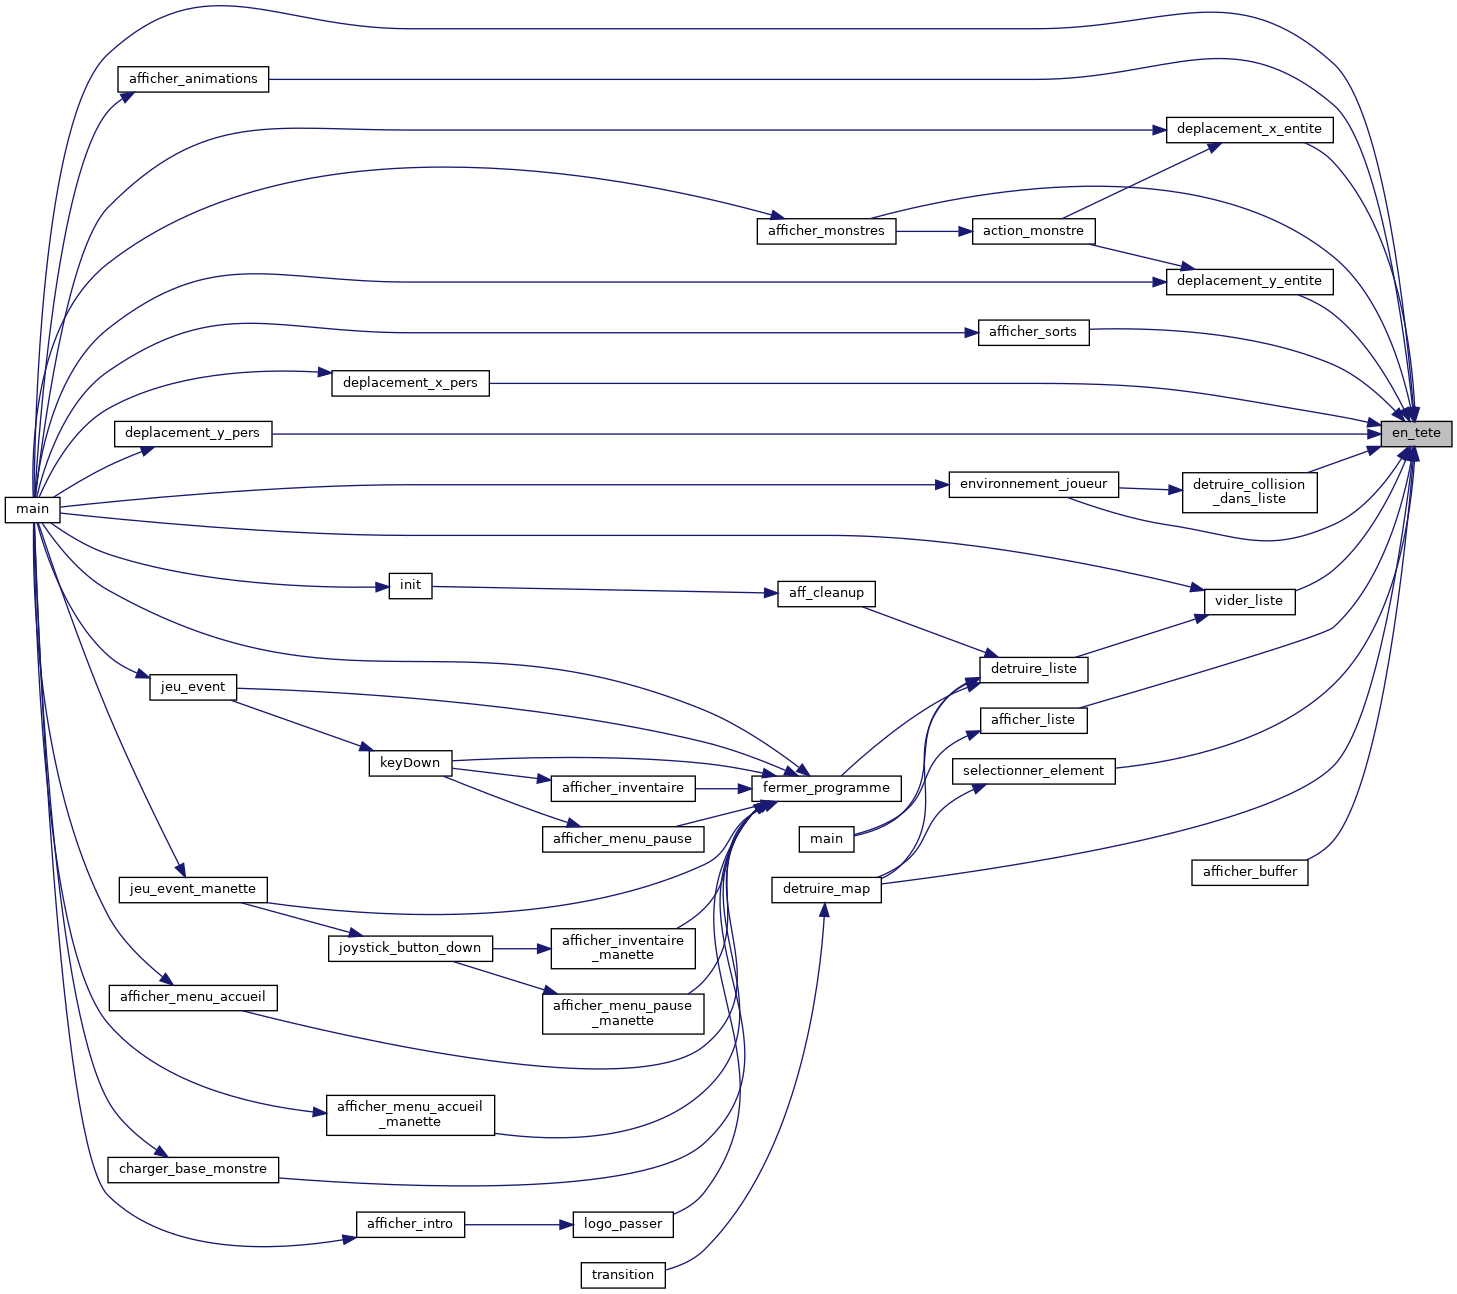 afficher_animations
deplacement_x_entite
afficher_monstres
action_monstre
deplacement_y_entite
afficher_sorts
deplacement_x_pers
deplacement_y_pers
en_tete
environnement_joueur
detruire_collision
_dans_liste
main
init
aff_cleanup
vider_liste
detruire_liste
jeu_event
afficher_liste
keyDown
selectionner_element
afficher_inventaire
fermer_programme
afficher_menu_pause
main
afficher_buffer
jeu_event_manette
detruire_map
joystick_button_down
afficher_inventaire
_manette
afficher_menu_accueil
afficher_menu_pause
_manette
afficher_menu_accueil
_manette
charger_base_monstre
afficher_intro
logo_passer
transition